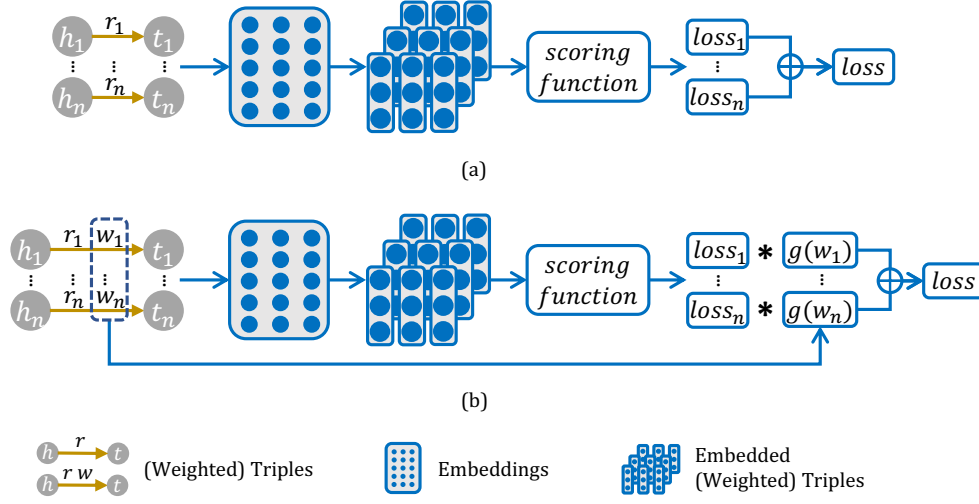 h₁ r₁ t₁
⋮ ⋮ ⋮
hₙ rₙ tₙ
scoring
function
loss₁
⋮
lossₙ
loss
(a)
h₁ r₁ w₁ t₁
⋮ ⋮ ⋮ ⋮
hₙ rₙ wₙ tₙ
scoring
function
loss₁ * g(w₁)
⋮ ⋮
lossₙ * g(wₙ)
loss
(b)
h r t
h r w t
(Weighted) Triples
Embeddings
Embedded
(Weighted) Triples